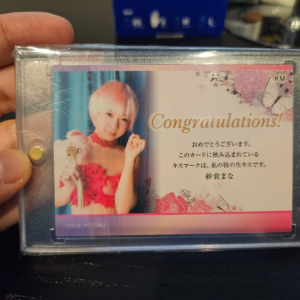 KM
Congratulations!
おめでとうございます。
このカードに挟み込まれている
キスマークは、私の唇の生キスです。
紗倉まな